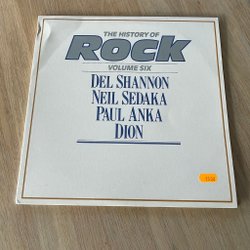 THE HISTORY OF
Rock
VOLUME SIX
DEL SHANNON
NEIL SEDAKA
PAUL ANKA
DION